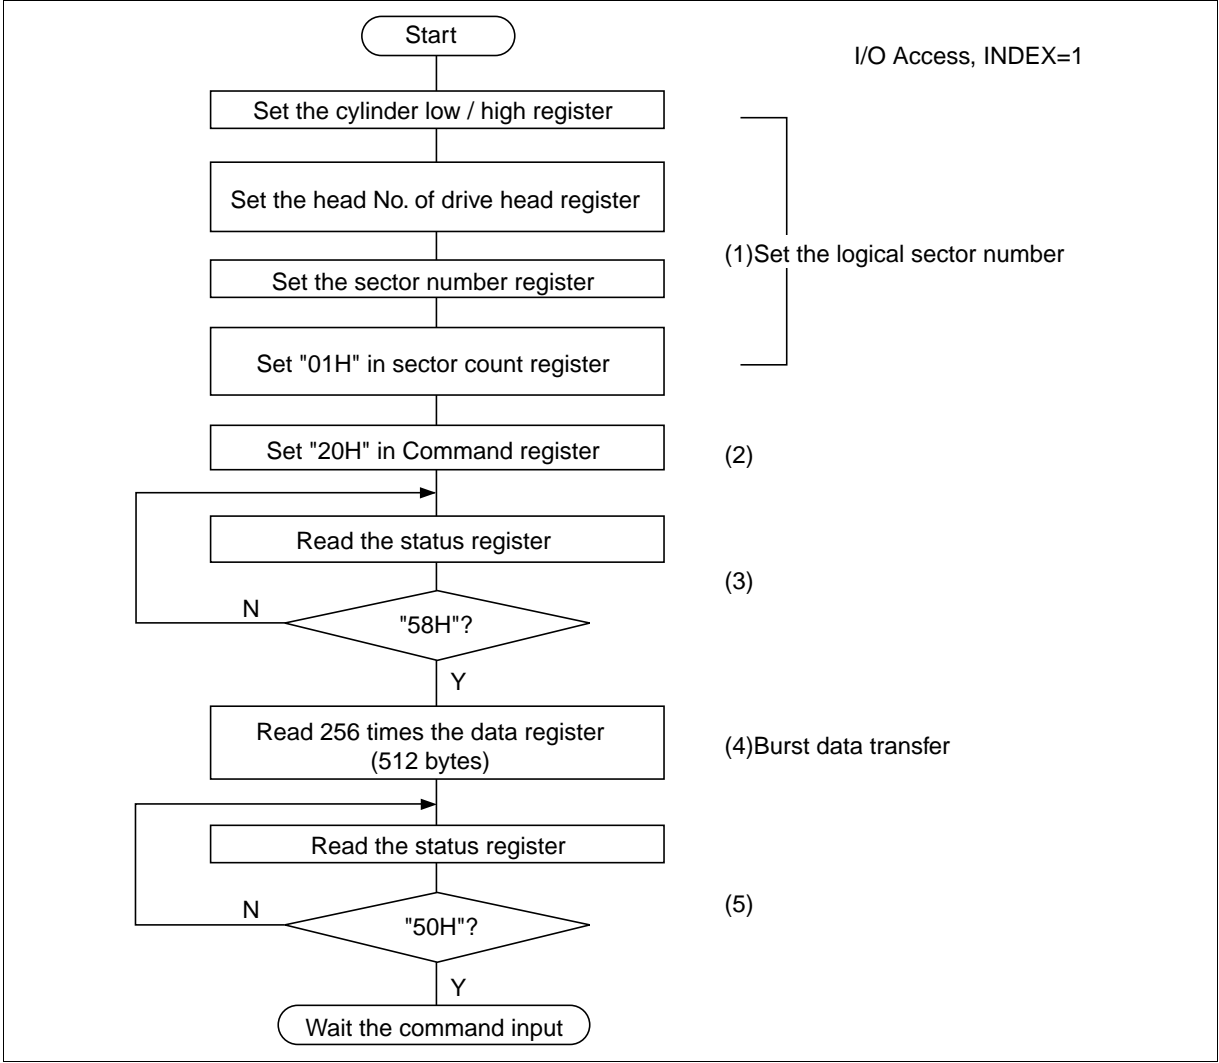 Start
I/O Access, INDEX=1
Set the cylinder low / high register
Set the head No. of drive head register
(1)Set the logical sector number
Set the sector number register
Set "01H" in sector count register
Set "20H" in Command register
(2)
Read the status register
(3)
N
"58H"?
Y
Read 256 times the data register
(512 bytes)
(4)Burst data transfer
Read the status register
(5)
N
"50H"?
Y
Wait the command input